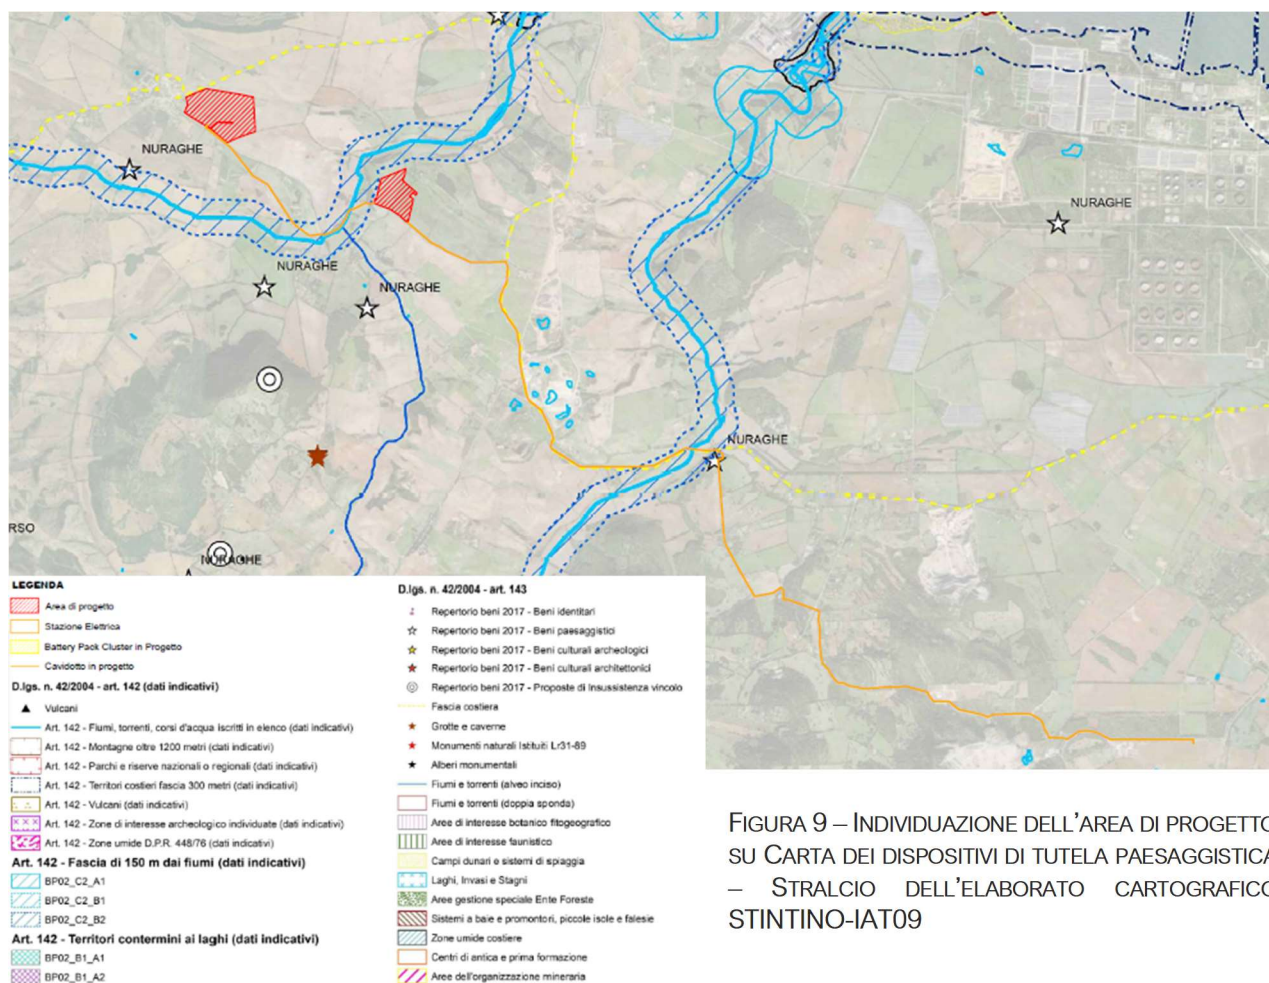 NURAGHE
NURAGHE
NURAGHE
NURAGHE
NURAGHE
RSO
NURAGHE
LEGENDA
Area di progetto
Stazione Elettrica
Battery Pack Cluster in Progetto
Cavidotto in progetto
D.lgs. n. 42/2004 - art. 142 (dati indicativi)
Vulcani
Art. 142 - Fiumi, torrenti, corsi d'acqua iscritti in elenco (dati indicativi)
Art. 142 - Montagne oltre 1200 metri (dati indicativi)
Art. 142 - Parchi e riserve nazionali o regionali (dati indicativi)
Art. 142 - Territori costieri fascia 300 metri (dati indicativi)
Art. 142 - Vulcani (dati indicativi)
Art. 142 - Zone di interesse archeologico individuate (dati indicativi)
Art. 142 - Zone umide D.P.R. 448/76 (dati indicativi)
Art. 142 - Fascia di 150 m dai fiumi (dati indicativi)
BP02_C2_A1
BP02_C2_B1
BP02_C2_B2
Art. 142 - Territori contermini ai laghi (dati indicativi)
BP02_B1_A1
BP02_B1_A2
D.lgs. n. 42/2004 - art. 143
Repertorio beni 2017 - Beni identitari
Repertorio beni 2017 - Beni paesaggistici
Repertorio beni 2017 - Beni culturali archeologici
Repertorio beni 2017 - Beni culturali architettonici
Repertorio beni 2017 - Proposte di Insussistenza vincolo
Fascia costiera
Grotte e caverne
Monumenti naturali Istituiti Lr31-89
Alberi monumentali
Fiumi e torrenti (alveo inciso)
Fiumi e torrenti (doppia sponda)
Aree di interesse botanico fitogeografico
Aree di interesse faunistico
Campi dunari e sistemi di spiaggia
Laghi, Invasi e Stagni
Aree gestione speciale Ente Foreste
Sistemi a baie e promontori, piccole isole e falesie
Zone umide costiere
Centri di antica e prima formazione
Aree dell'organizzazione mineraria
FIGURA 9 – INDIVIDUAZIONE DELL'AREA DI PROGETTO
SU CARTA DEI DISPOSITIVI DI TUTELA PAESAGGISTICA
– STRALCIO DELL'ELABORATO CARTOGRAFICO
STINTINO-IAT09